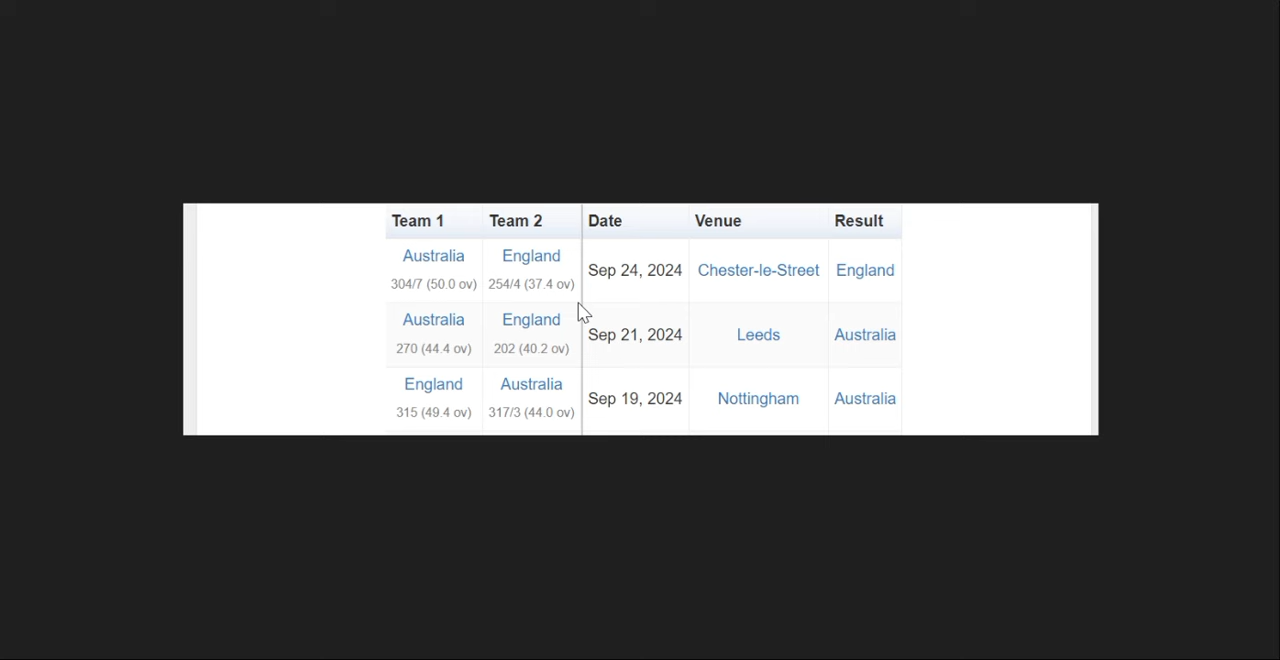 Team 1 Team 2 Date Venue Result
Australia England
304/7 (50.0 ov) 254/4 (37.4 ov) Sep 24, 2024 Chester-le-Street England
Australia England
270 (44.4 ov) 202 (40.2 ov) Sep 21, 2024 Leeds Australia
England Australia
315 (49.4 ov) 317/3 (44.0 ov) Sep 19, 2024 Nottingham Australia